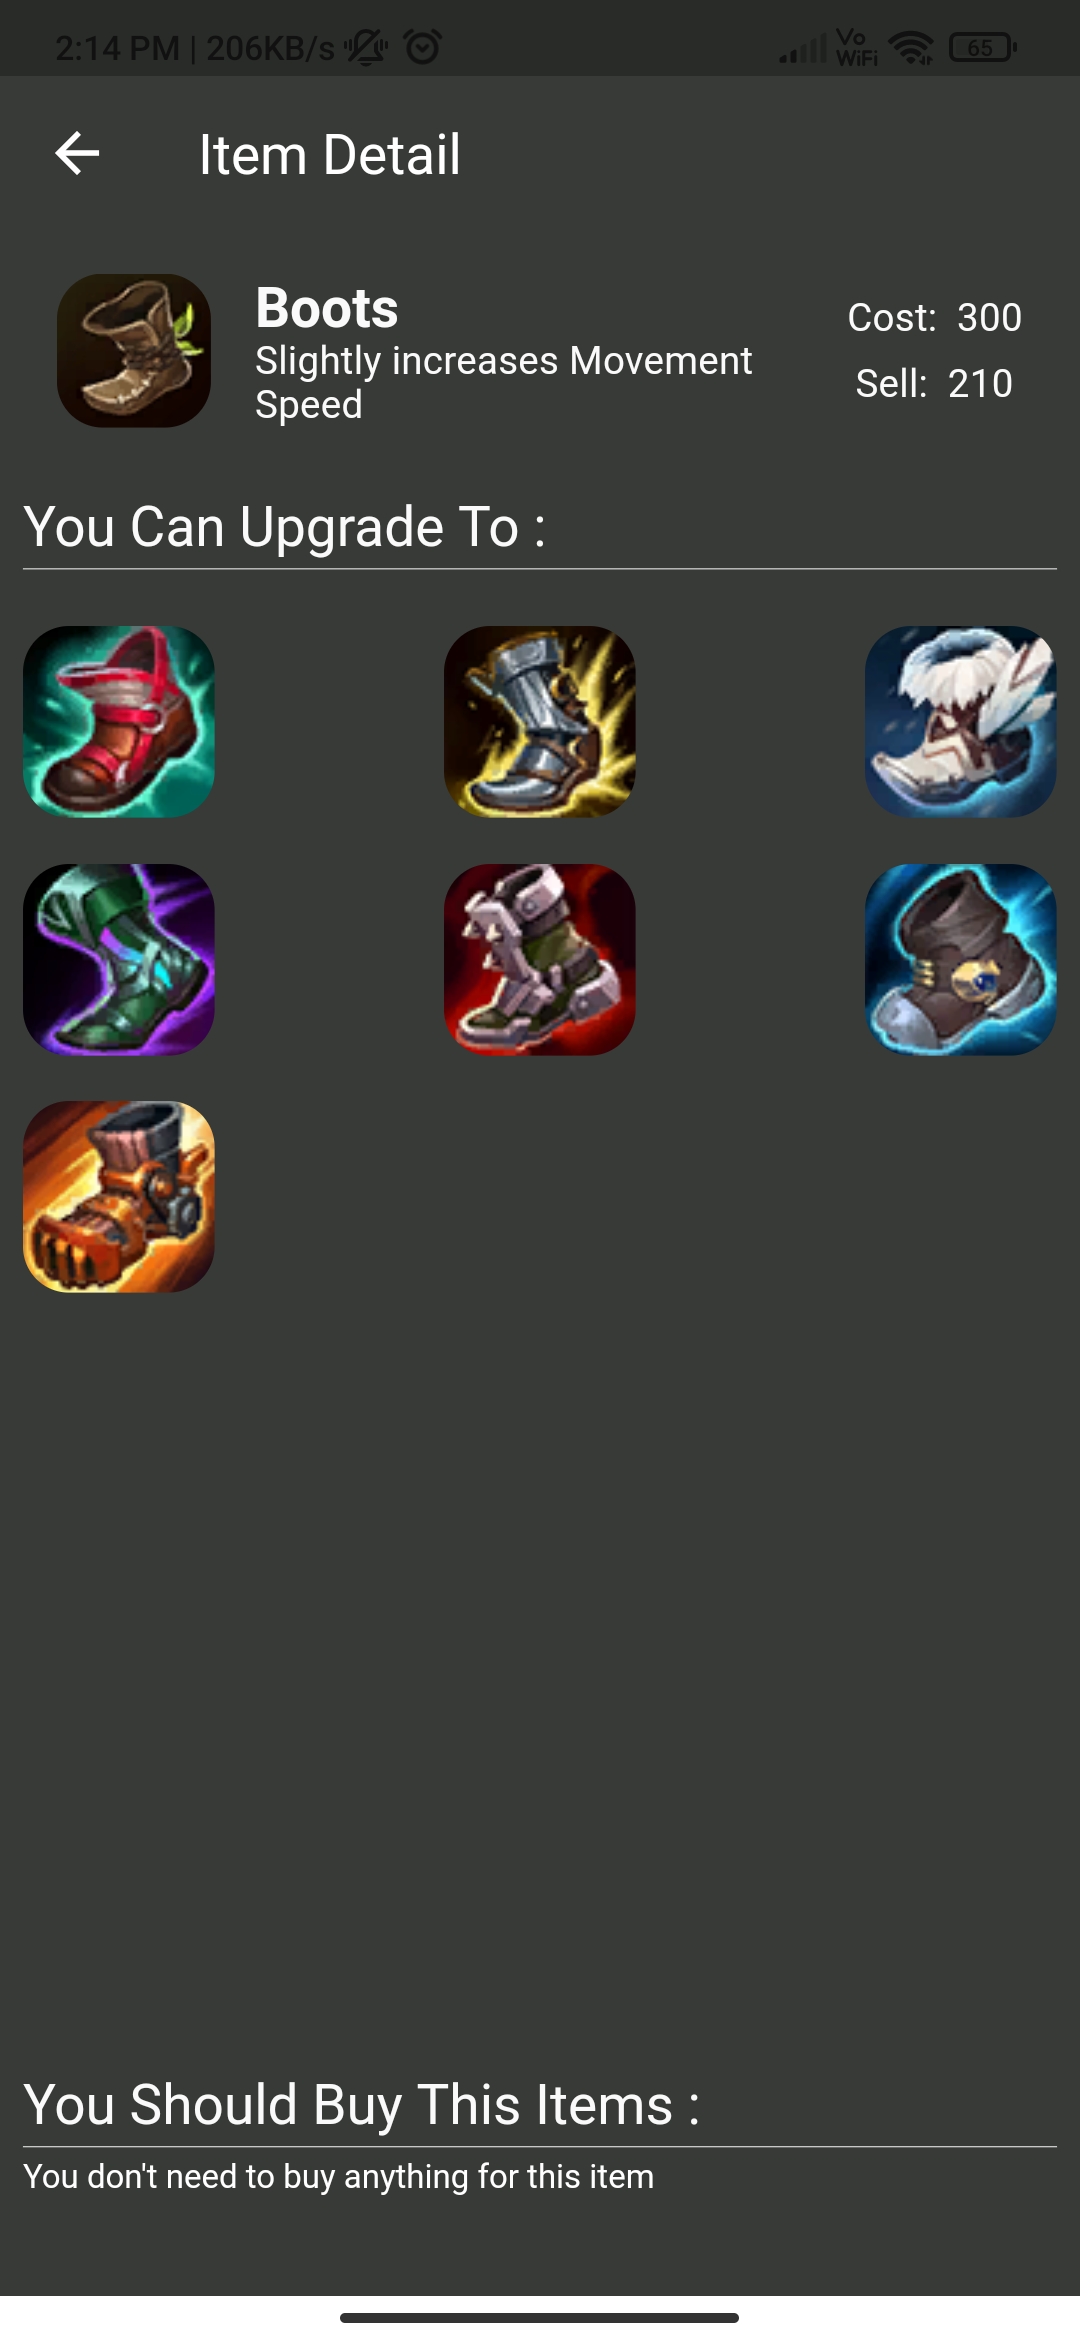 2:14 PM | 206KB/s
Vo
WiFi
65
Item Detail
Boots
Slightly increases Movement
Speed
Cost: 300
Sell: 210
You Can Upgrade To :
You Should Buy This Items :
You don't need to buy anything for this item